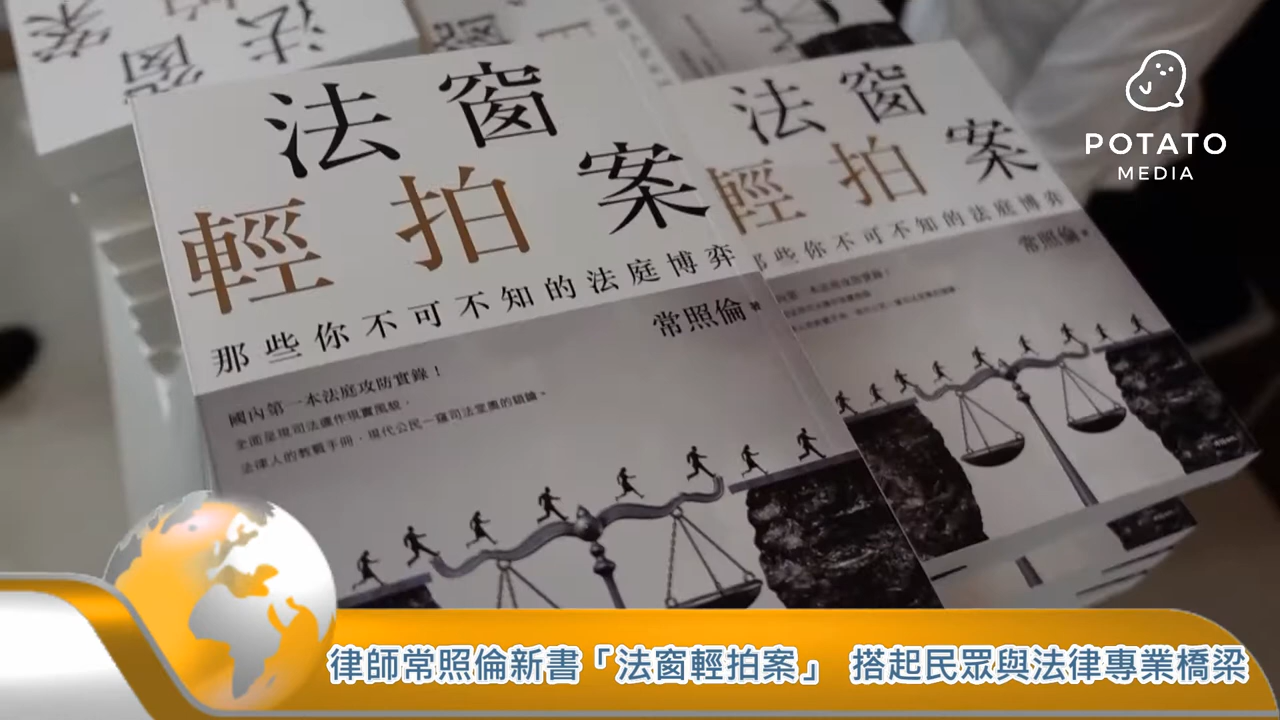 法窗
輕拍案
那些你不可不知的法庭博弈
常照倫 著
國內第一本法庭攻防實錄！
全面呈現司法運作現實風貌，
法律人的教戰手冊，現代公民一窺司法堂奧的鎖鑰。
法窗
輕拍案
那些你不可不知的法庭博弈
常照倫 著
法
窗
案
POTATO
MEDIA
律師常照倫新書「法窗輕拍案」 搭起民眾與法律專業橋梁